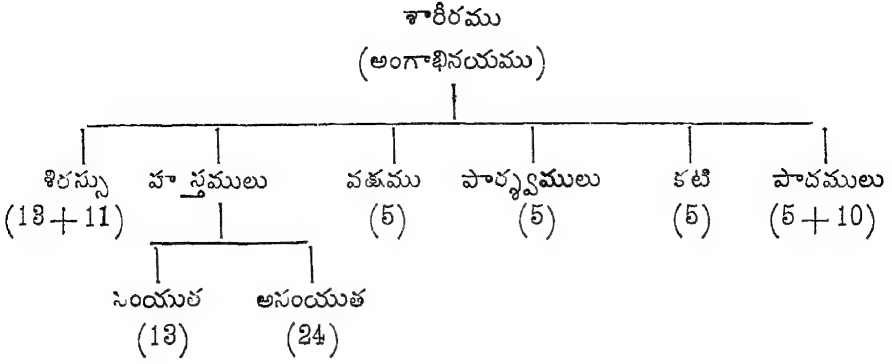 శారీరము
(అంగాభినయము)
శిరస్సు హస్తములు వక్షము పార్శ్వములు కటి పాదములు
(13 + 11) (5) (5) (5) (5 + 10)
సంయుత అసంయుత
(13) (24)